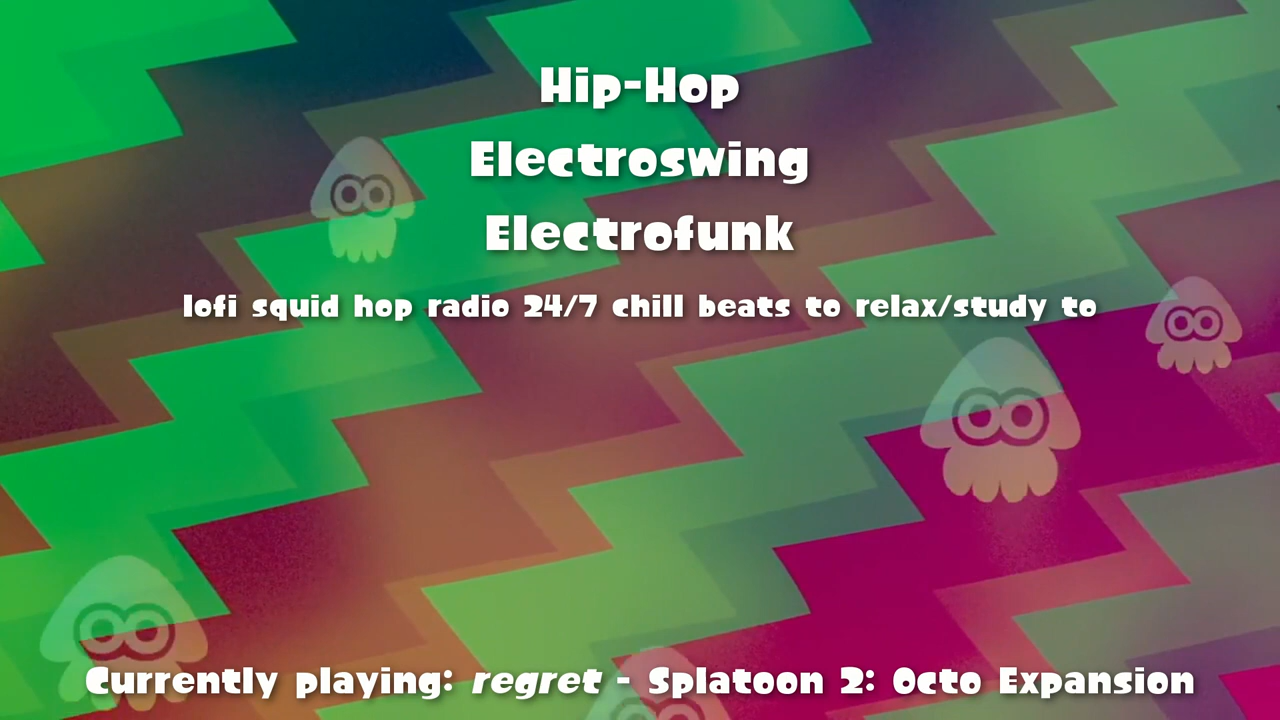 Hip-Hop
Electroswing
Electrofunk
lofi squid hop radio 24/7 chill beats to relax/study to
Currently playing: regret - Splatoon 2: Octo Expansion